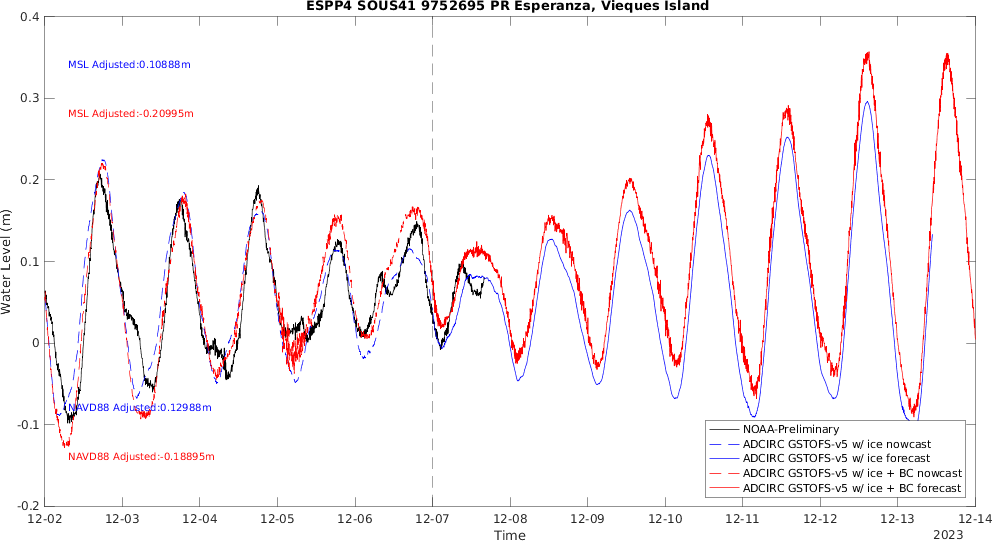 ESPP4 SOUS41 9752695 PR Esperanza, Vieques Island
0.4
0.3
0.2
0.1
0
-0.1
-0.2
Water Level (m)
MSL Adjusted:0.10888m
MSL Adjusted:-0.20995m
NAVD88 Adjusted:0.12988m
NAVD88 Adjusted:-0.18895m
NOAA-Preliminary
ADCIRC GSTOFS-v5 w/ ice nowcast
ADCIRC GSTOFS-v5 w/ ice forecast
ADCIRC GSTOFS-v5 w/ ice + BC nowcast
ADCIRC GSTOFS-v5 w/ ice + BC forecast
12-02 12-03 12-04 12-05 12-06 12-07 12-08 12-09 12-10 12-11 12-12 12-13 12-14
Time
2023